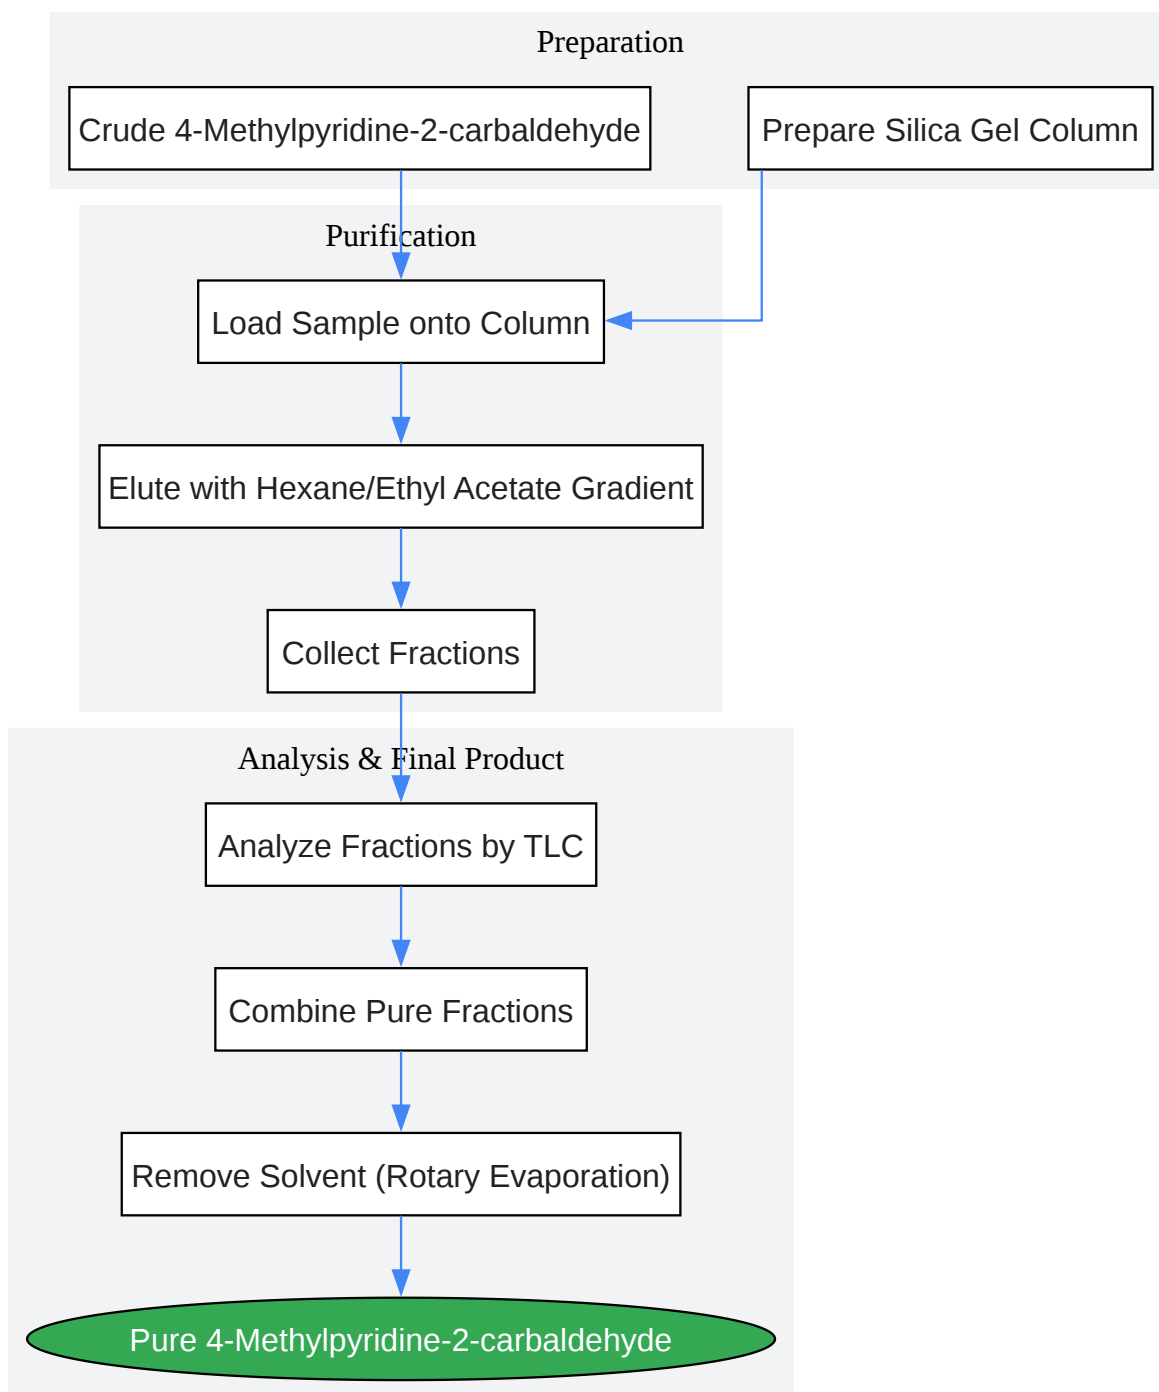 Preparation
Crude 4-Methylpyridine-2-carbaldehyde
Prepare Silica Gel Column
Purification
Load Sample onto Column
Elute with Hexane/Ethyl Acetate Gradient
Collect Fractions
Analysis & Final Product
Analyze Fractions by TLC
Combine Pure Fractions
Remove Solvent (Rotary Evaporation)
Pure 4-Methylpyridine-2-carbaldehyde